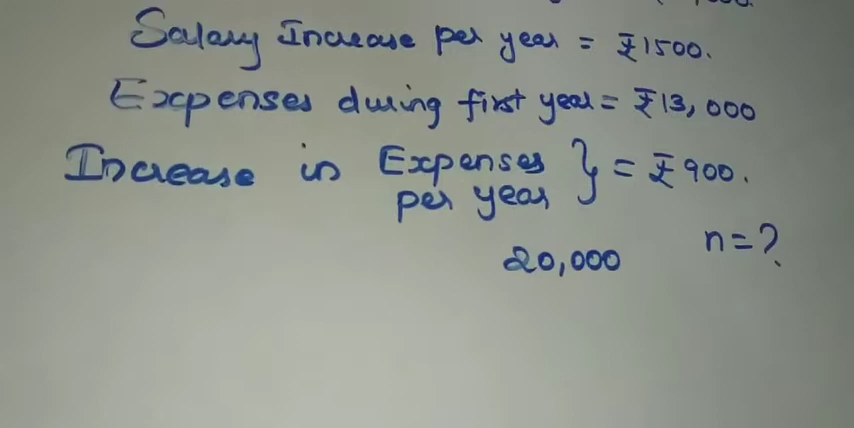 Salary Increase per year = ₹1500.
Expenses during first year = ₹13,000
Increase in Expenses per year } = ₹900.
20,000 n=?